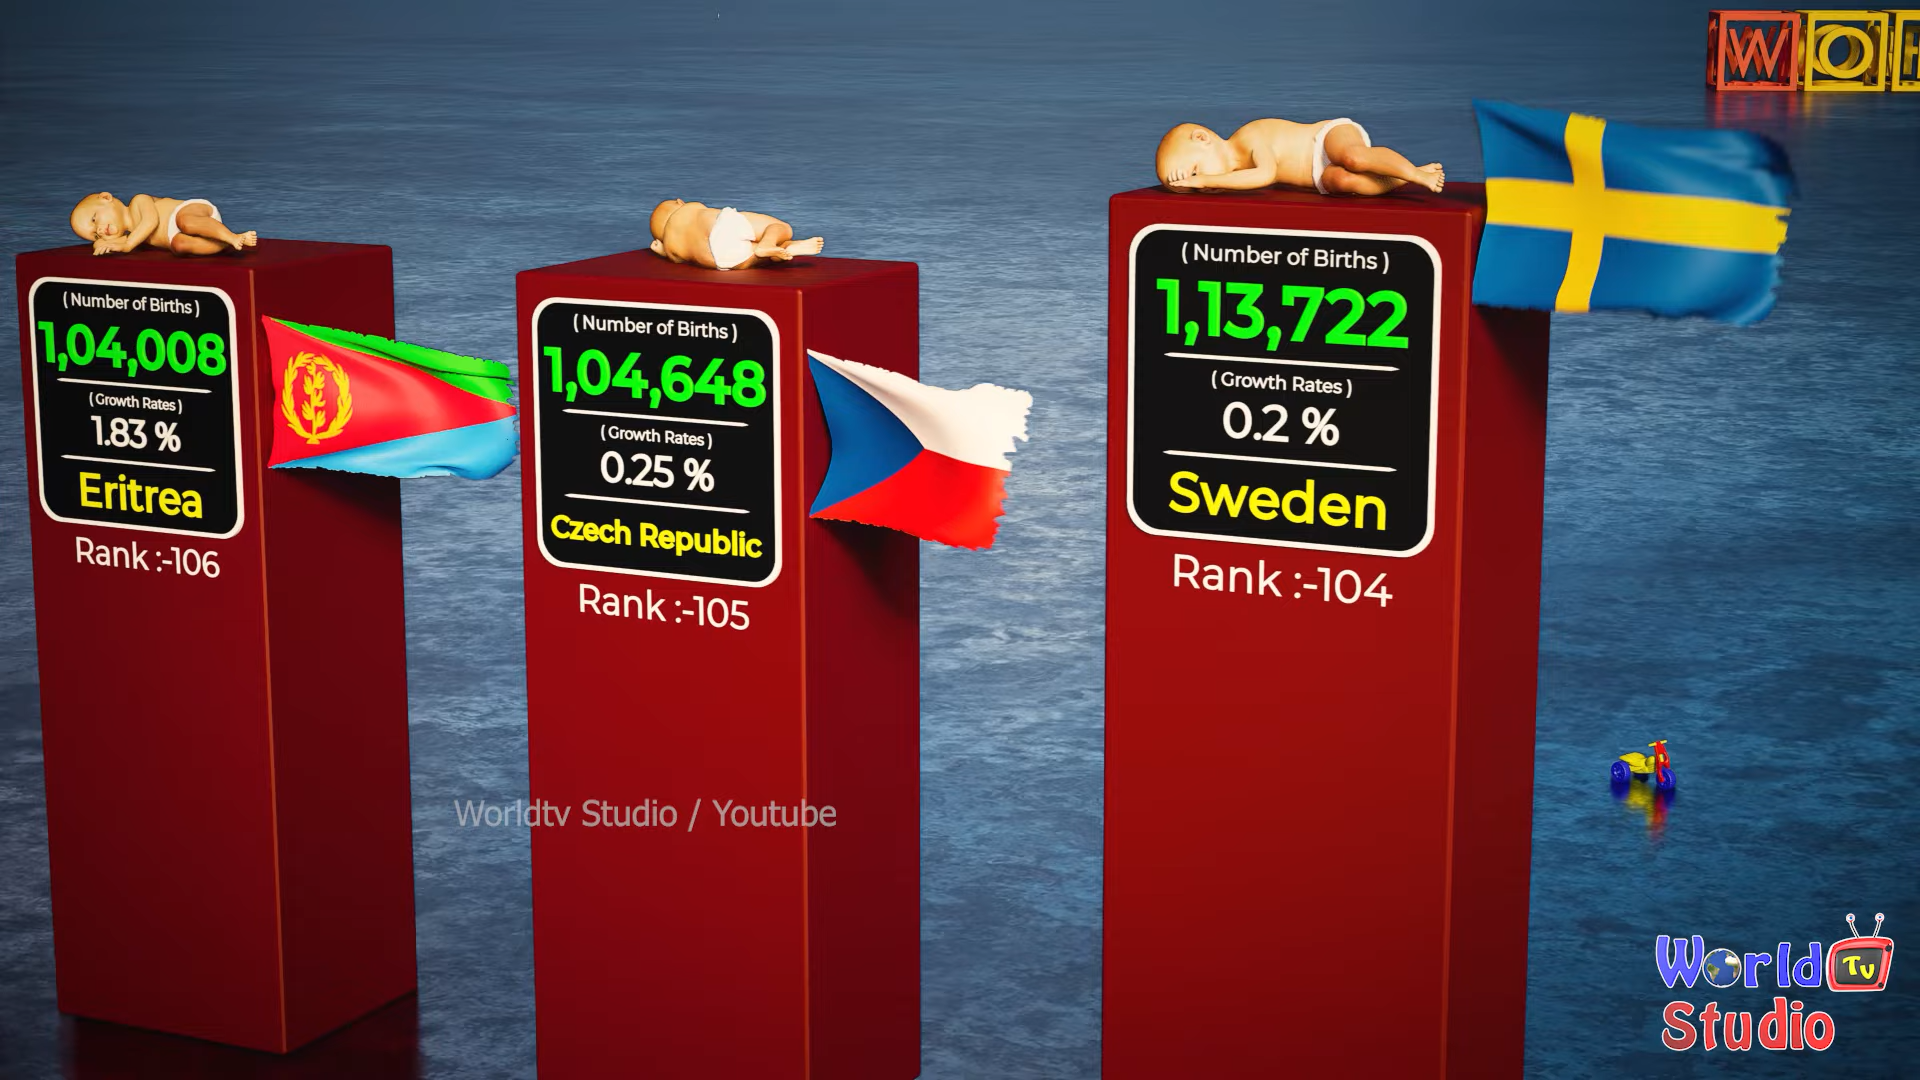 ( Number of Births )
1,04,008
( Growth Rates )
1.83 %
Eritrea
Rank :-106
( Number of Births )
1,04,648
( Growth Rates )
0.25 %
Czech Republic
Rank :-105
( Number of Births )
1,13,722
( Growth Rates )
0.2 %
Sweden
Rank :-104
WO
Worldtv Studio / Youtube
World Tv
Studio